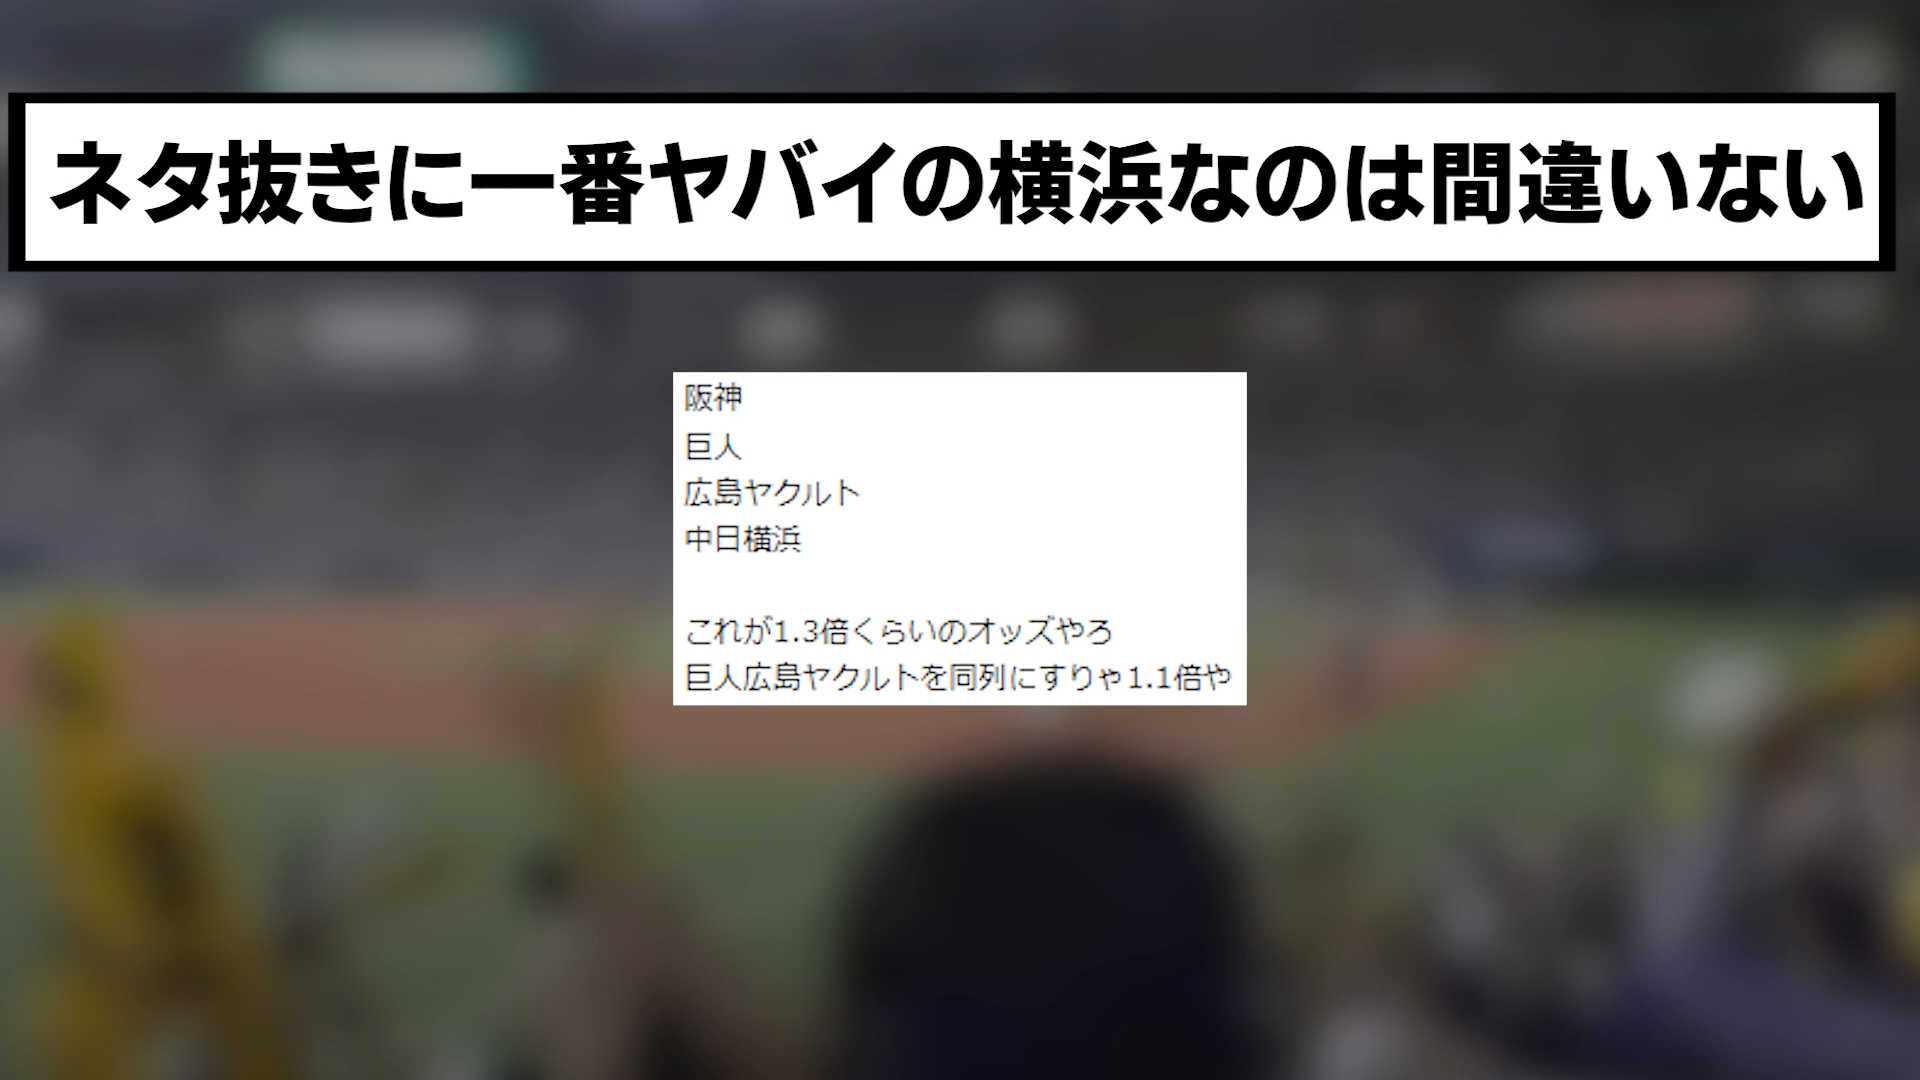 ネタ抜きに一番ヤバイの横浜なのは間違いない
阪神
巨人
広島ヤクルト
中日横浜
これが1.3倍くらいのオッズやろ
巨人広島ヤクルトを同列にすりゃ1.1倍や